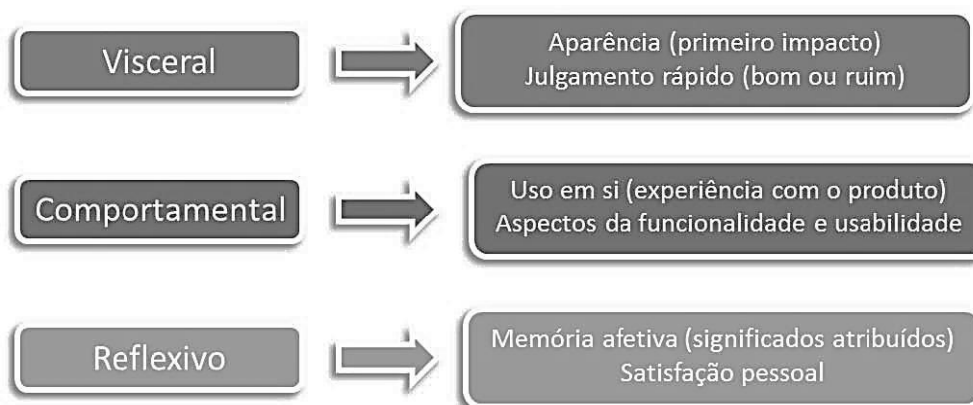 Visceral
Aparência (primeiro impacto)
Julgamento rápido (bom ou ruim)
Comportamental
Uso em si (experiência com o produto)
Aspectos da funcionalidade e usabilidade
Reflexivo
Memória afetiva (significados atribuídos)
Satisfação pessoal